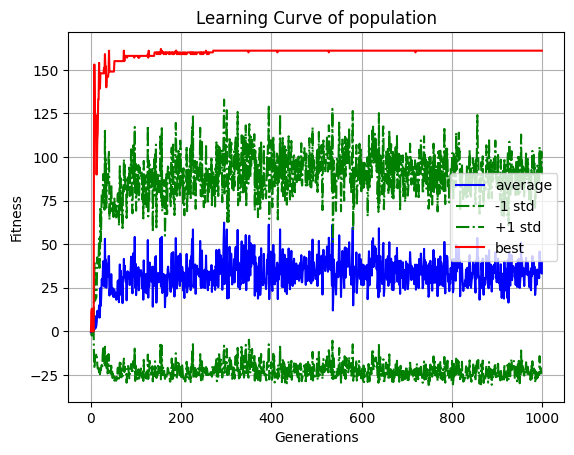 Learning Curve of population
Fitness
150
125
100
75
50
25
0
−25
average
-1 std
+1 std
best
0
200
400
600
800
1000
Generations